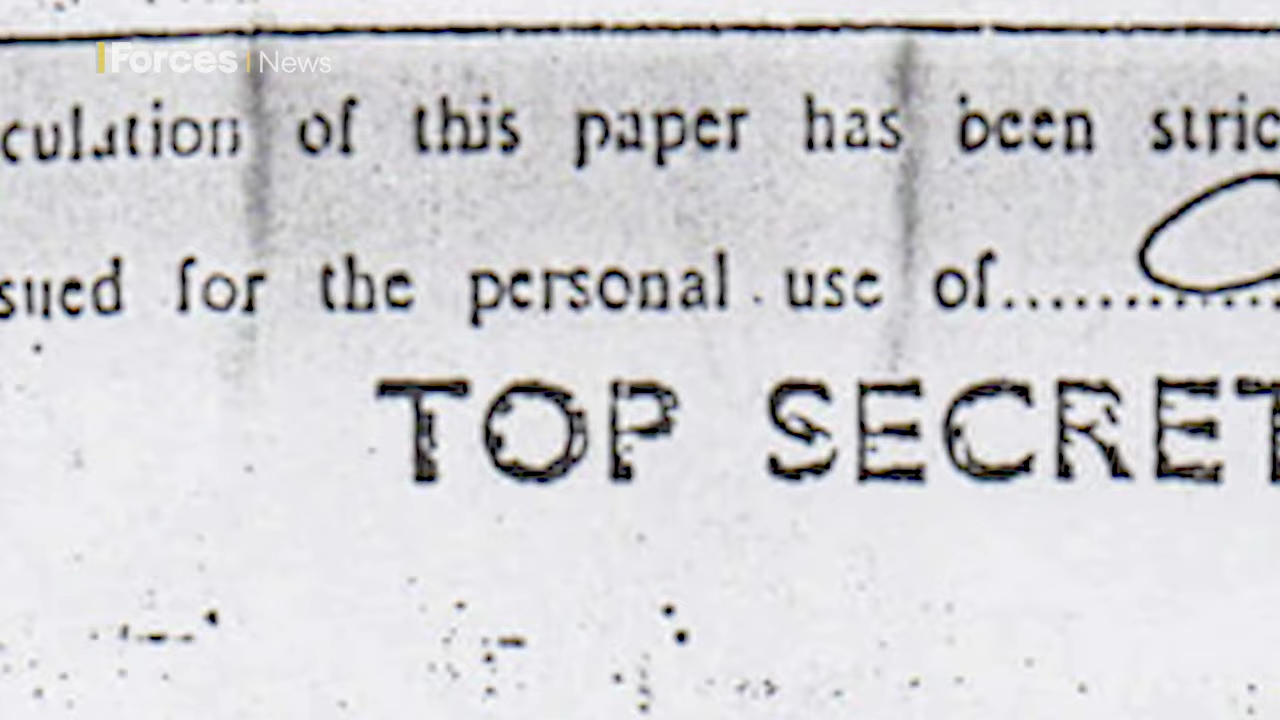 Forces News
culation of this paper has been stric
sued for the personal use of..............
TOP SECRET